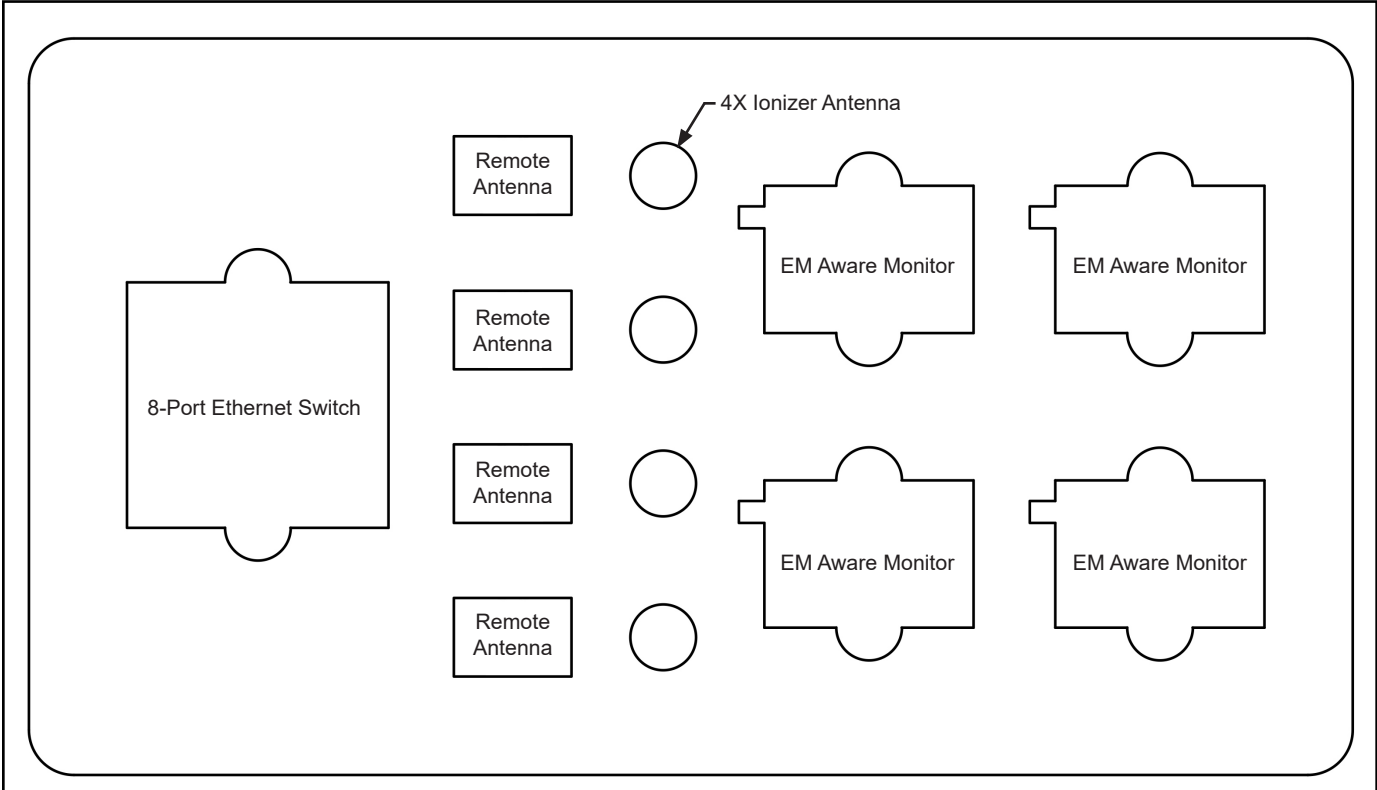 4X Ionizer Antenna
Remote
Antenna
EM Aware Monitor
EM Aware Monitor
Remote
Antenna
8-Port Ethernet Switch
Remote
Antenna
EM Aware Monitor
EM Aware Monitor
Remote
Antenna